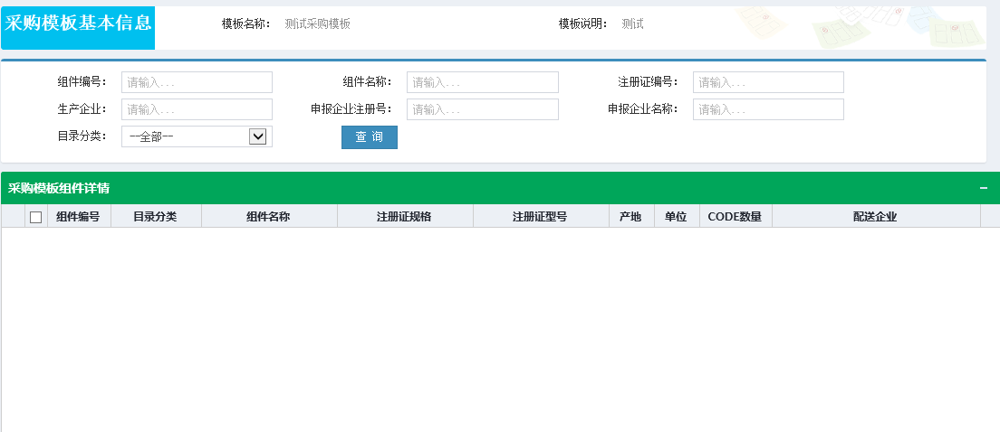 采购模板基本信息 模板名称： 测试采购模板 模板说明： 测试
组件编号： 请输入... 组件名称： 请输入... 注册证编号： 请输入...
生产企业： 请输入... 申报企业注册号： 请输入... 申报企业名称： 请输入...
目录分类： --全部-- 查 询
采购模板组件详情
组件编号 目录分类 组件名称 注册证规格 注册证型号 产地 单位 CODE数量 配送企业